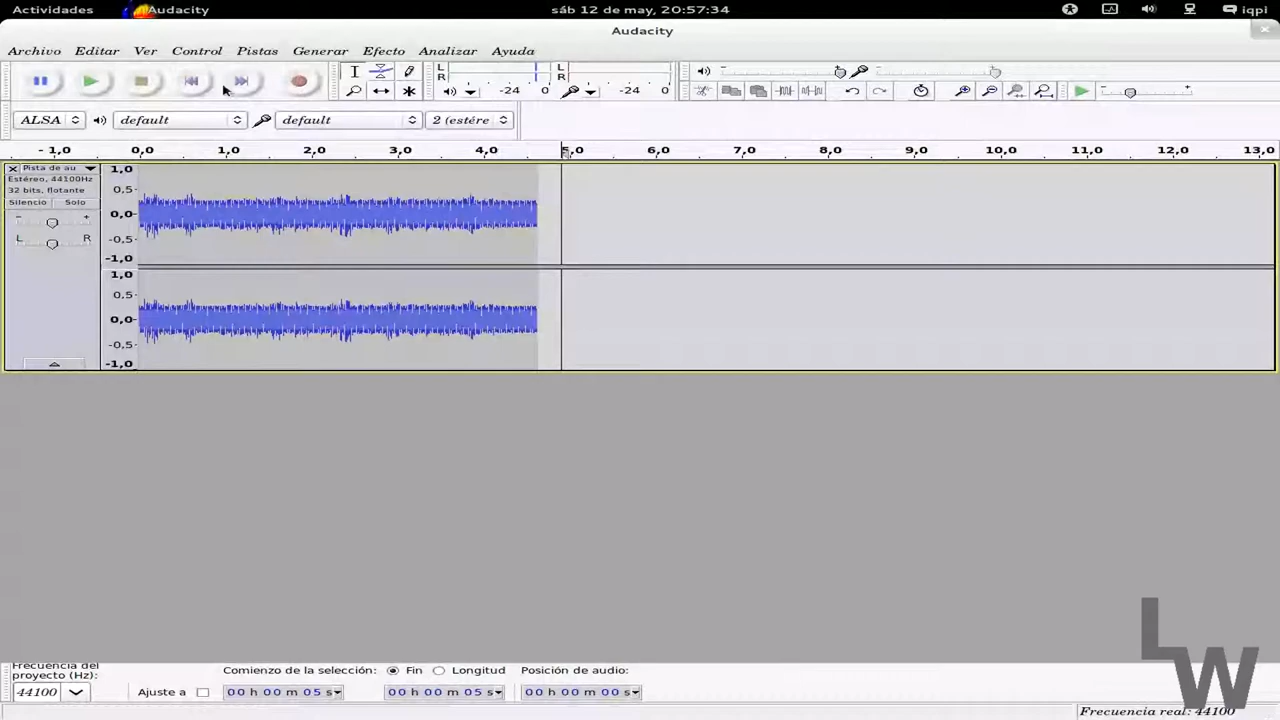 Actividades Audacity sáb 12 de may, 20:57:34 iqpi
Audacity
Archivo Editar Ver Control Pistas Generar Efecto Analizar Ayuda
L R -24 0 L R -24 0
ALSA default default 2 (estére
- 1,0 0,0 1,0 2,0 3,0 4,0 5,0 6,0 7,0 8,0 9,0 10,0 11,0 12,0 13,0
Pista de au
Estéreo, 44100Hz
32 bits, flotante
Silencio Solo
- +
L R
1,0
0,5
0,0
-0,5
-1,0
1,0
0,5
0,0
-0,5
-1,0
Frecuencia del
proyecto (Hz):
Comienzo de la selección: Fin Longitud Posición de audio:
44100 Ajuste a 00 h 00 m 05 s 00 h 00 m 05 s 00 h 00 m 00 s
Frecuencia real: 44100
LW